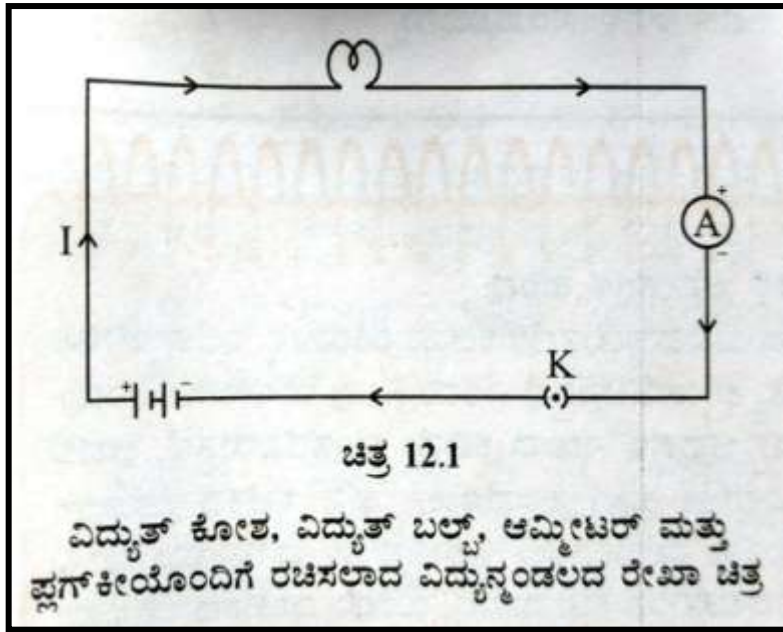 I
+
A
−
K
+
−
ಚಿತ್ರ 12.1
ವಿದ್ಯುತ್ ಕೋಶ, ವಿದ್ಯುತ್ ಬಲ್ಬ್, ಆಮ್ಮೀಟರ್ ಮತ್ತು
ಪ್ಲಗ್‌ಕೀಯೊಂದಿಗೆ ರಚಿಸಲಾದ ವಿದ್ಯುನ್ಮಂಡಲದ ರೇಖಾ ಚಿತ್ರ